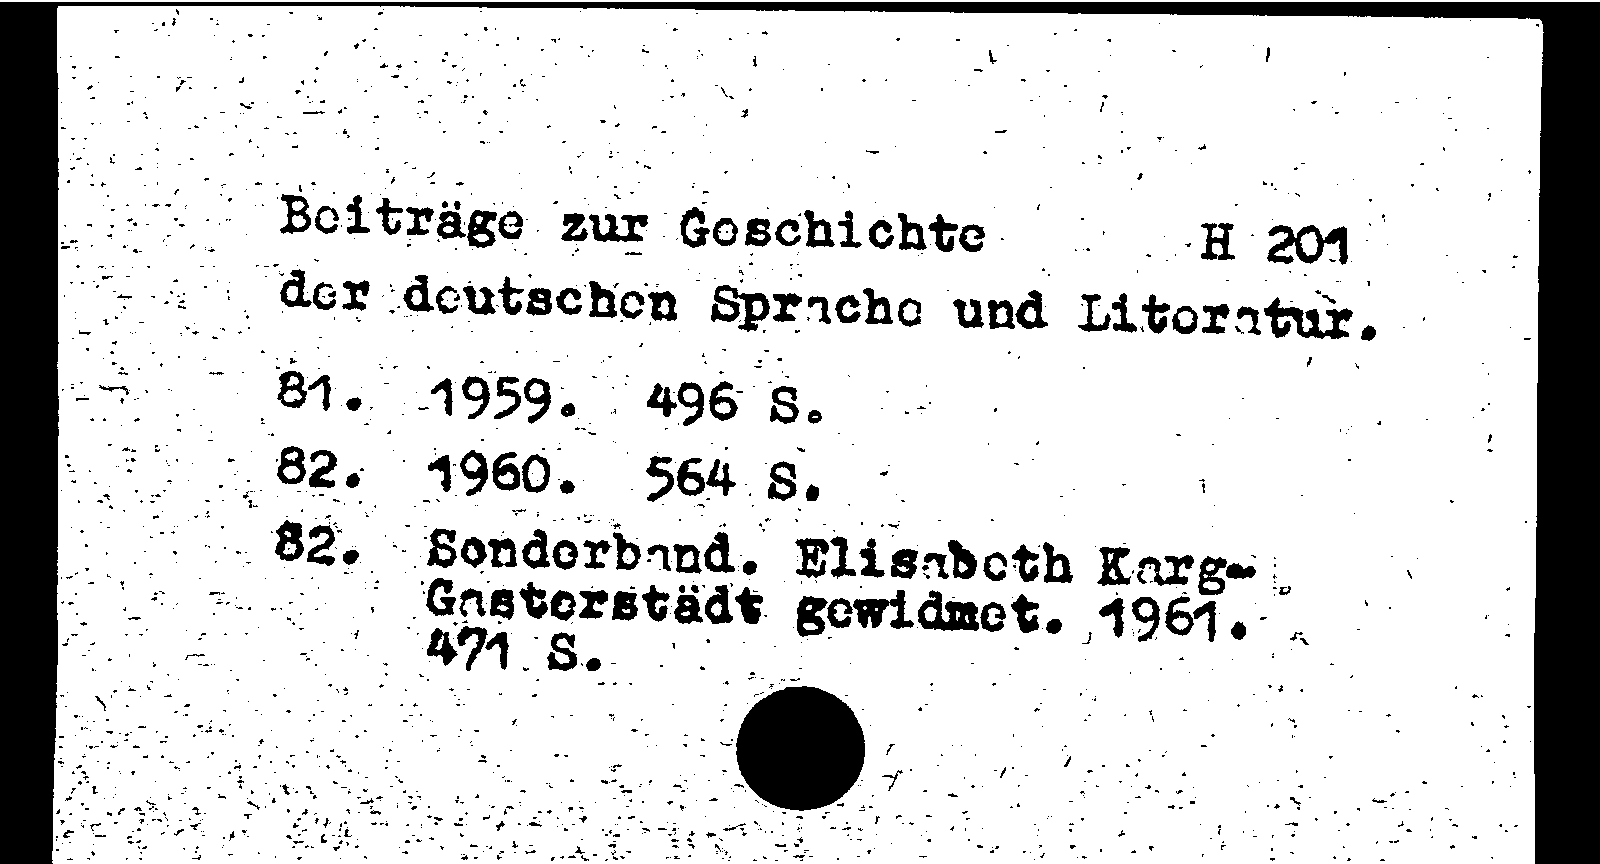 Beiträge zur Geschichte H 201
der deutschen Sprache und Literatur.
81. 1959. 496 S.
82. 1960. 564 S.
82. Sonderband. Elisabeth Karg-
Gasterstädt gewidmet. 1961.
471 S.